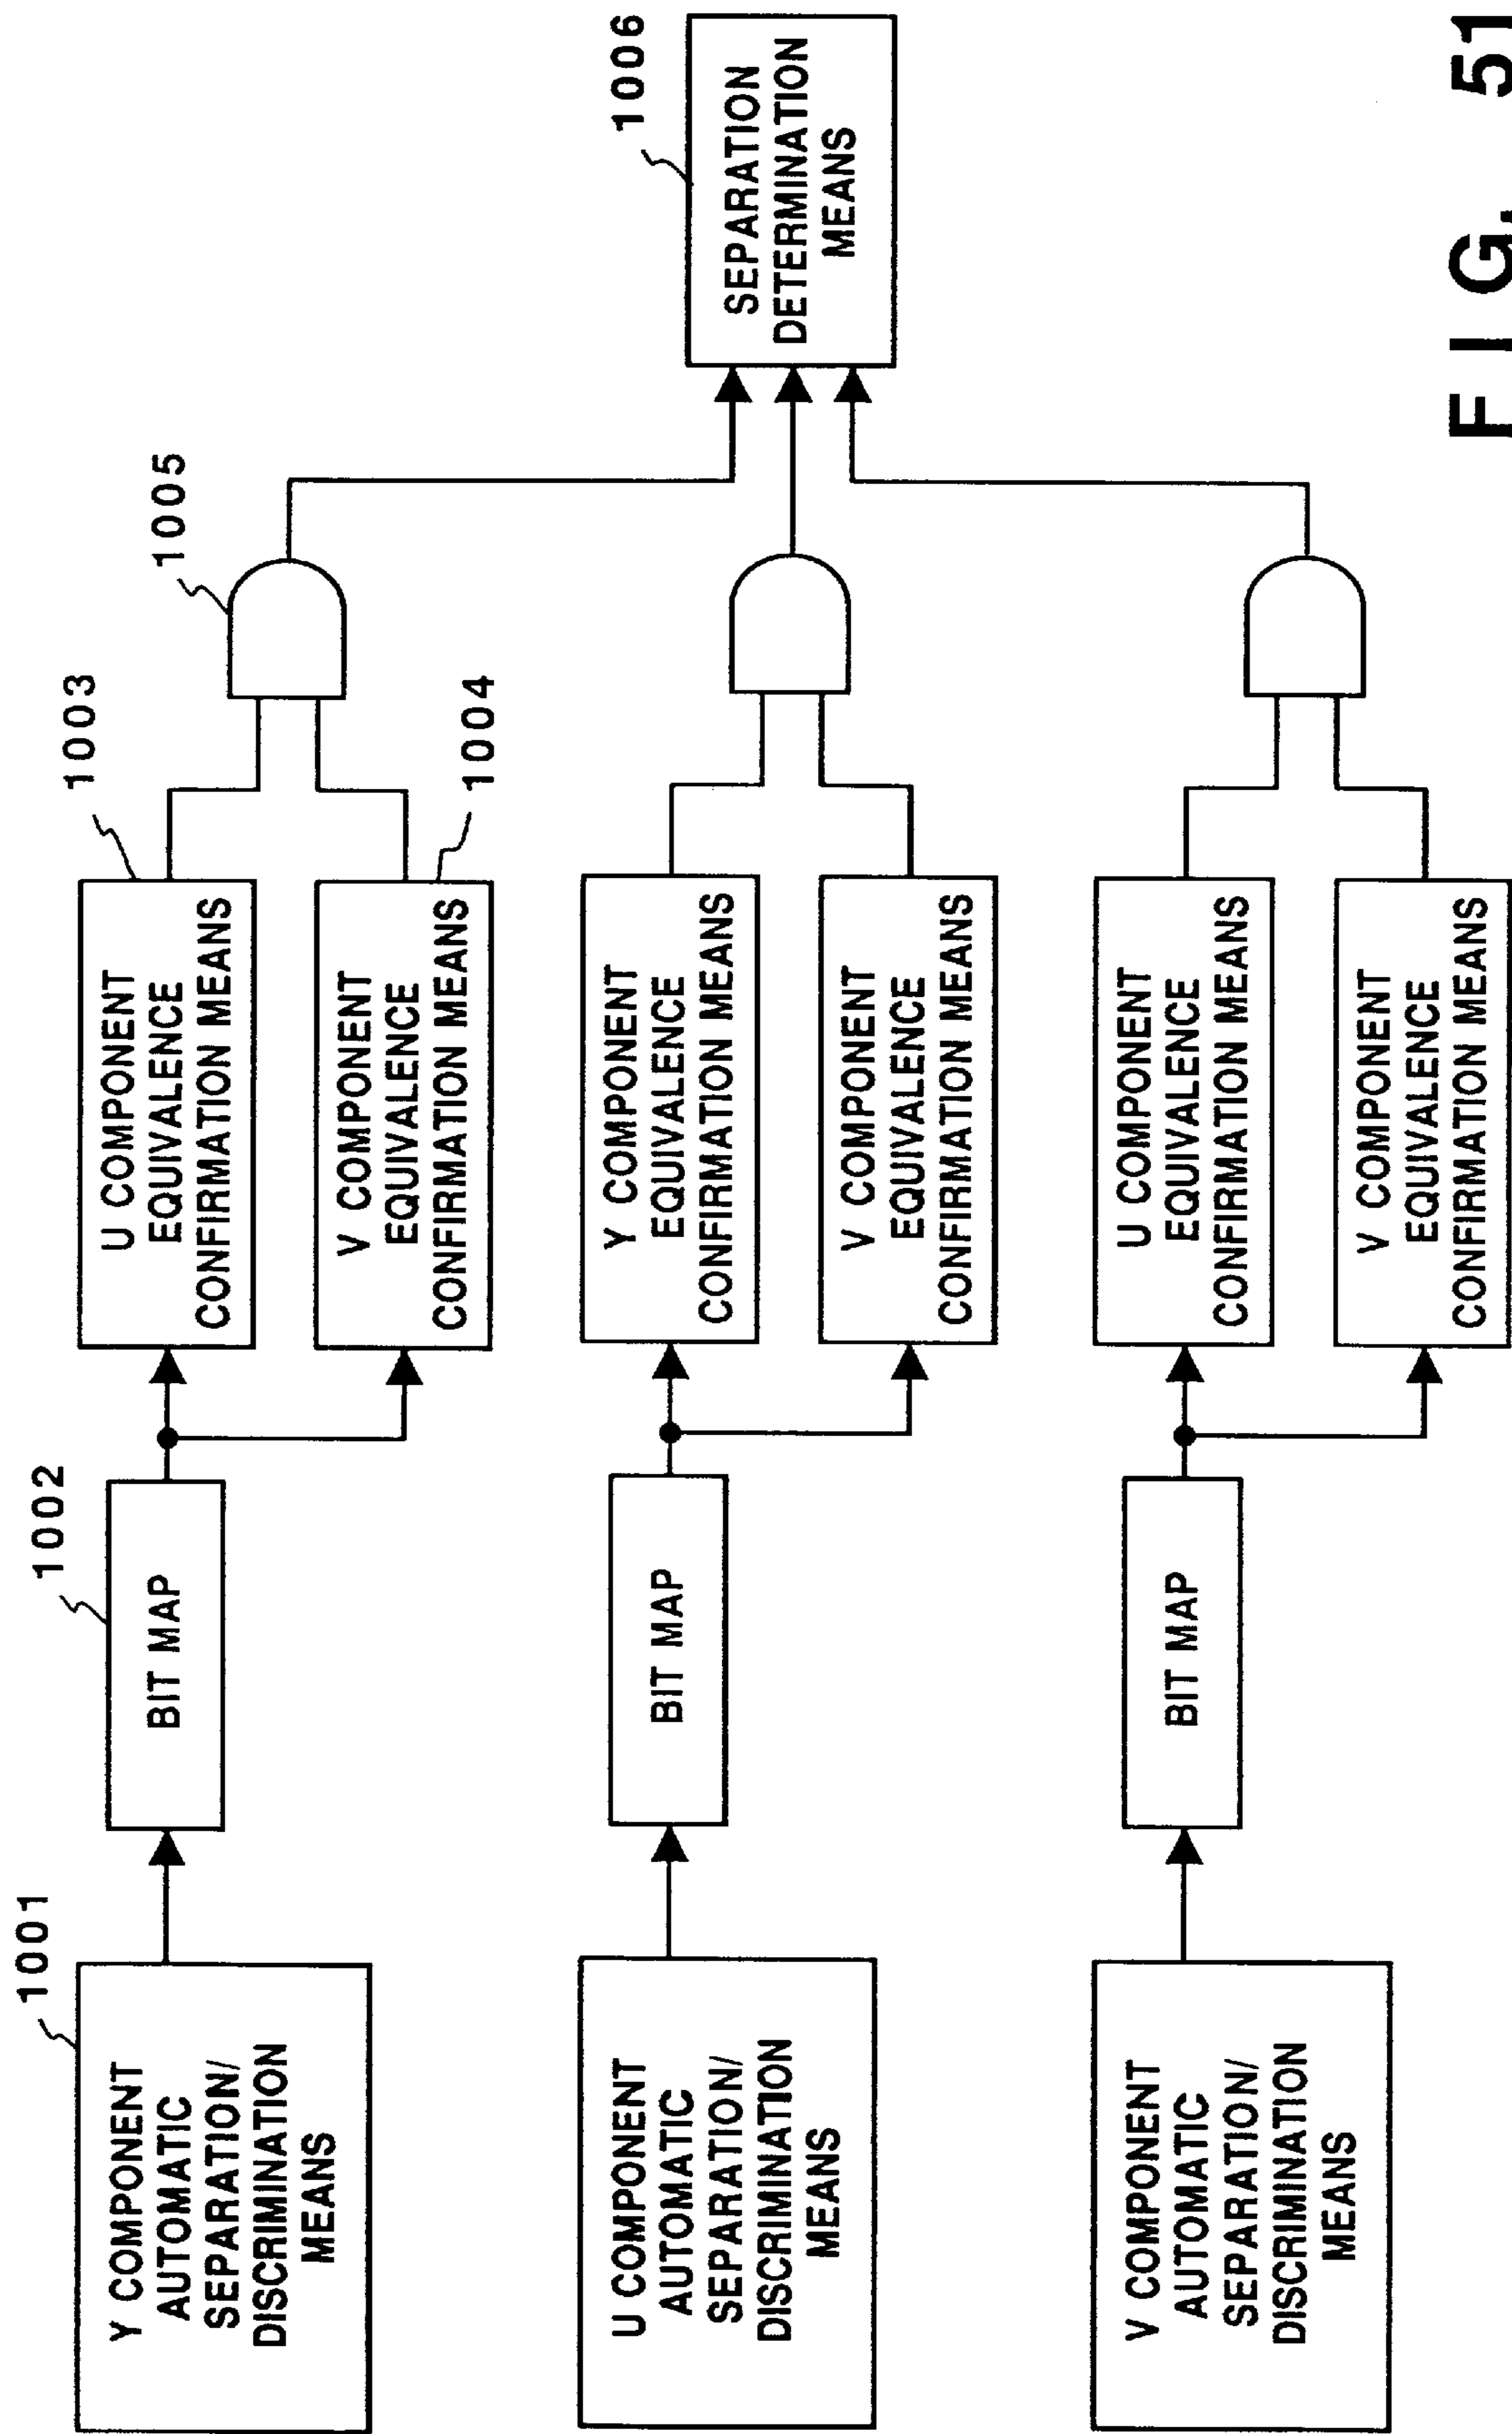 1001
Y COMPONENT
AUTOMATIC
SEPARATION/
DISCRIMINATION
MEANS
1002
BIT MAP
1003
U COMPONENT
EQUIVALENCE
CONFIRMATION MEANS
1004
V COMPONENT
EQUIVALENCE
CONFIRMATION MEANS
1005
U COMPONENT
AUTOMATIC
SEPARATION/
DISCRIMINATION
MEANS
BIT MAP
Y COMPONENT
EQUIVALENCE
CONFIRMATION MEANS
V COMPONENT
EQUIVALENCE
CONFIRMATION MEANS
1006
SEPARATION
DETERMINATION
MEANS
V COMPONENT
AUTOMATIC
SEPARATION/
DISCRIMINATION
MEANS
BIT MAP
U COMPONENT
EQUIVALENCE
CONFIRMATION MEANS
V COMPONENT
EQUIVALENCE
CONFIRMATION MEANS
FIG. 51